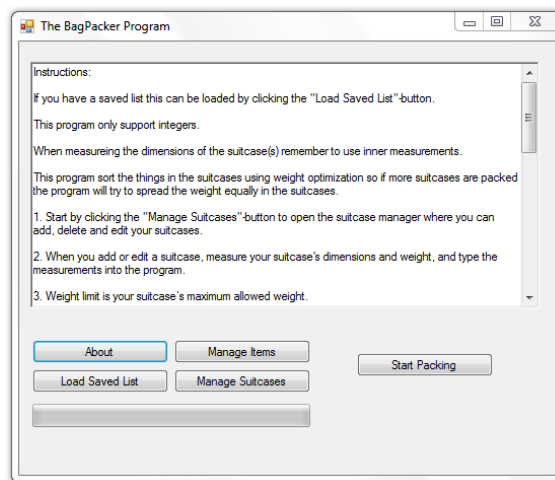 The BagPacker Program
Instructions:
If you have a saved list this can be loaded by clicking the "Load Saved List"-button.
This program only support integers.
When measureing the dimensions of the suitcase(s) remember to use inner measurements.
This program sort the things in the suitcases using weight optimization so if more suitcases are packed
the program will try to spread the weight equally in the suitcases.
1. Start by clicking the "Manage Suitcases"-button to open the suitcase manager where you can
add, delete and edit your suitcases.
2. When you add or edit a suitcase, measure your suitcase's dimensions and weight, and type the
measurements into the program.
3. Weight limit is your suitcase's maximum allowed weight.
About
Manage Items
Load Saved List
Manage Suitcases
Start Packing